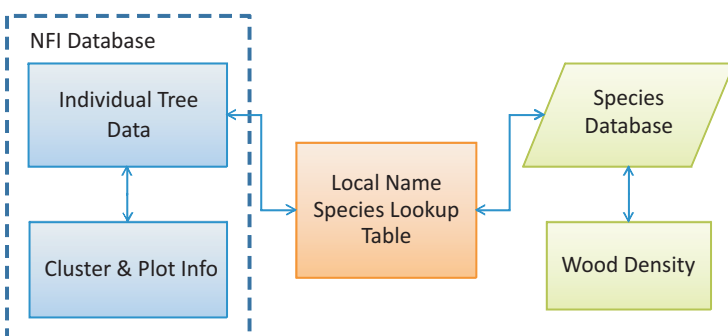 NFI Database
Individual Tree
Data
Cluster & Plot Info
Local Name
Species Lookup
Table
Species
Database
Wood Density